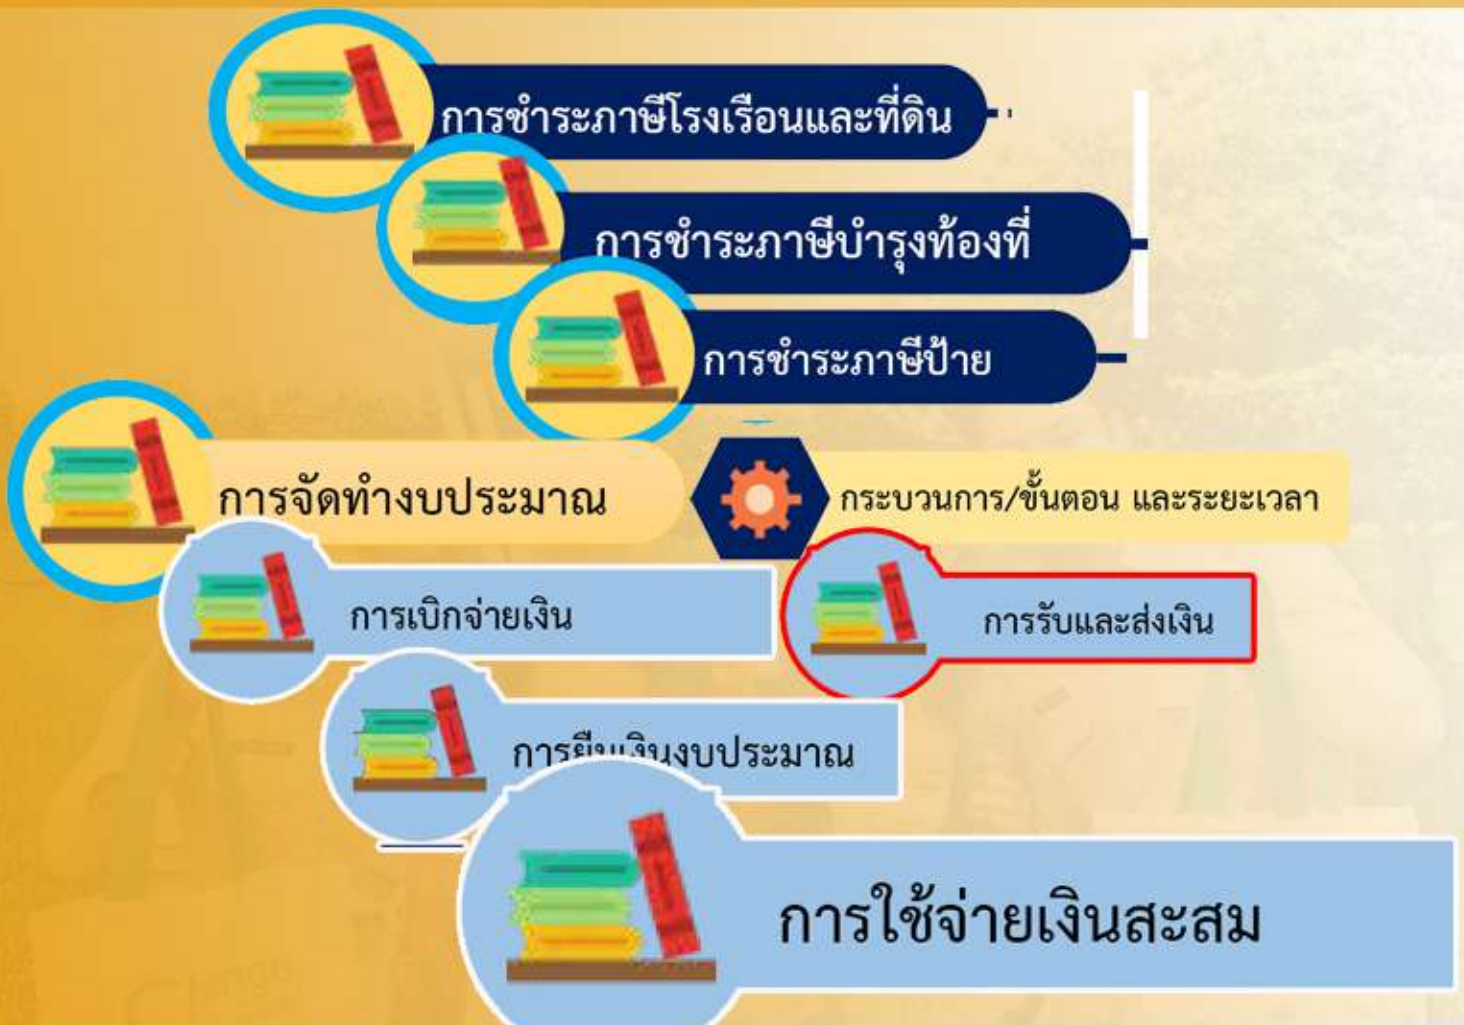 การชำระภาษีโรงเรือนและที่ดิน
การชำระภาษีบำรุงท้องที่
การชำระภาษีป้าย
การจัดทำงบประมาณ
กระบวนการ/ขั้นตอน และระยะเวลา
การเบิกจ่ายเงิน
การรับและส่งเงิน
การยืมเงินงบประมาณ
การใช้จ่ายเงินสะสม